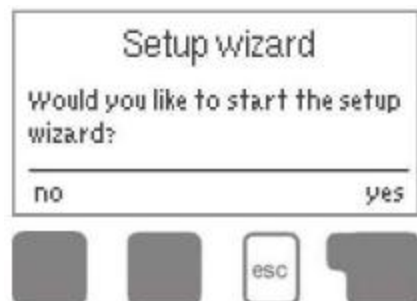 Setup wizard
Would you like to start the setup
wizard?
no yes
esc